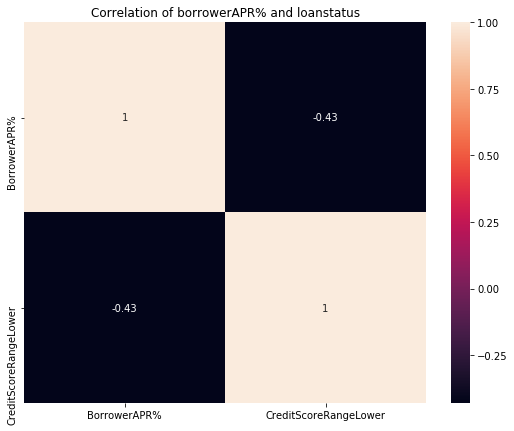 Correlation of borrowerAPR% and loanstatus
BorrowerAPR%
1
-0.43
CreditScoreRangeLower
-0.43
1
BorrowerAPR%
CreditScoreRangeLower
1.00
0.75
0.50
0.25
0.00
−0.25